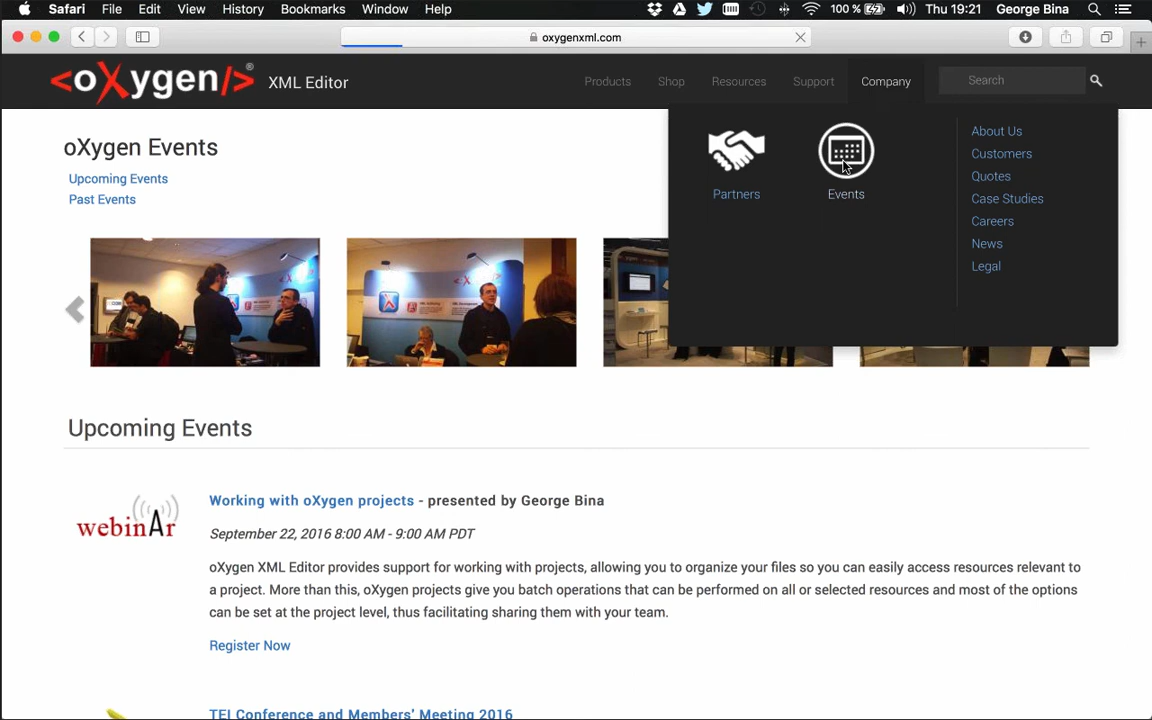 Safari File Edit View History Bookmarks Window Help 100 % Thu 19:21 George Bina
oxygenxml.com
<oXygen/>® XML Editor
Products Shop Resources Support Company Search
Partners
Events
About Us
Customers
Quotes
Case Studies
Careers
News
Legal
oXygen Events
Upcoming Events
Past Events
Upcoming Events
webinAr
Working with oXygen projects - presented by George Bina
September 22, 2016 8:00 AM - 9:00 AM PDT
oXygen XML Editor provides support for working with projects, allowing you to organize your files so you can easily access resources relevant to
a project. More than this, oXygen projects give you batch operations that can be performed on all or selected resources and most of the options
can be set at the project level, thus facilitating sharing them with your team.
Register Now
TEI Conference and Members' Meeting 2016